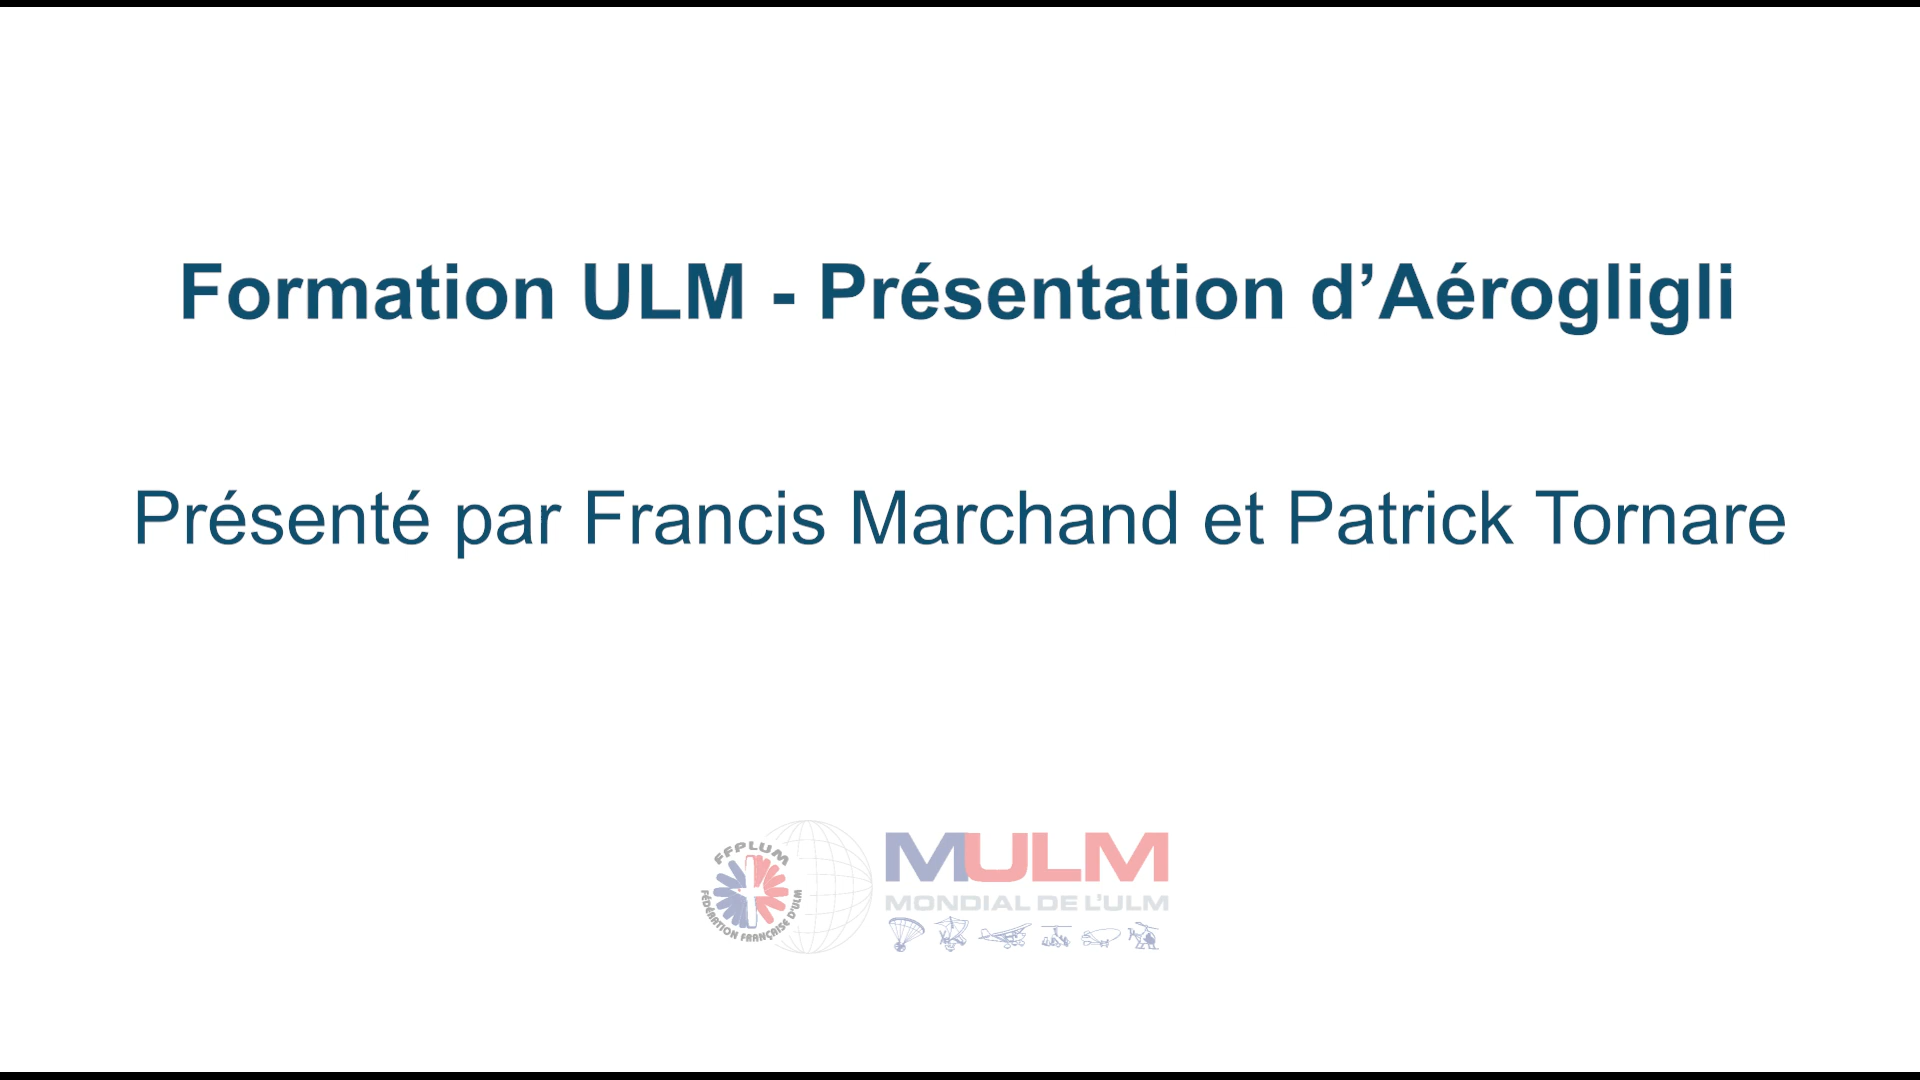 Formation ULM - Présentation d’Aérogligli
Présenté par Francis Marchand et Patrick Tornare
FFPLUM
FÉDÉRATION FRANÇAISE D'ULM
MULM
MONDIAL DE L'ULM